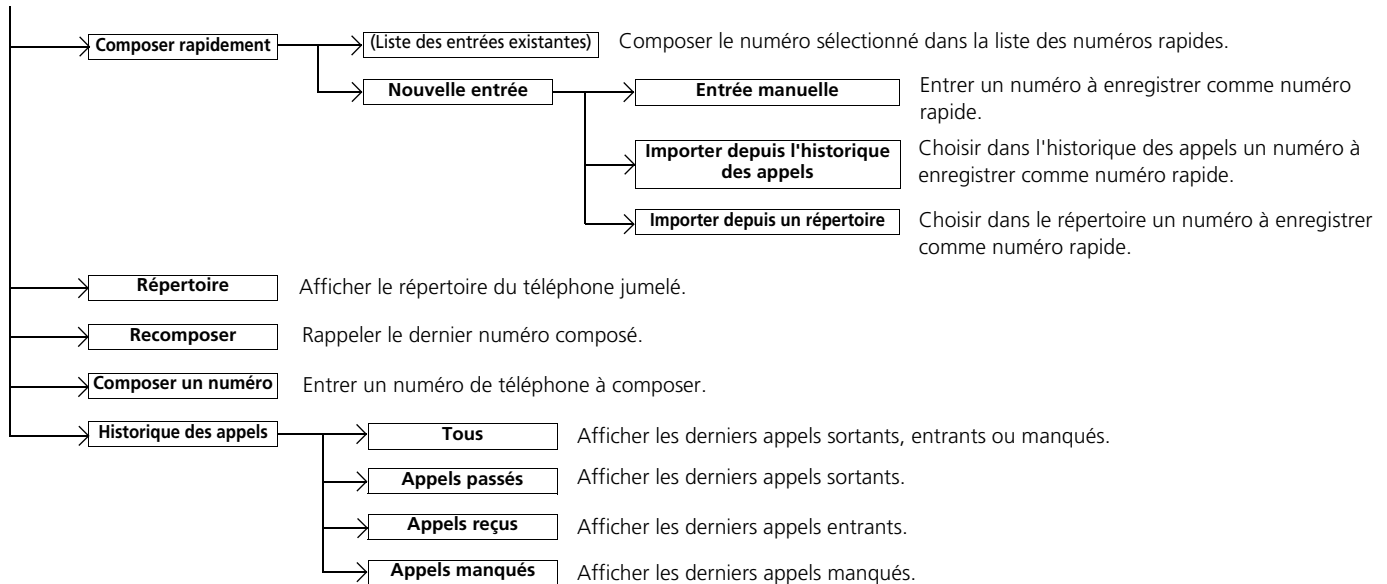 Composer rapidement
(Liste des entrées existantes)
Composer le numéro sélectionné dans la liste des numéros rapides.
Nouvelle entrée
Entrée manuelle
Entrer un numéro à enregistrer comme numéro
rapide.
Importer depuis l'historique
des appels
Choisir dans l'historique des appels un numéro à
enregistrer comme numéro rapide.
Importer depuis un répertoire
Choisir dans le répertoire un numéro à enregistrer
comme numéro rapide.
Répertoire
Afficher le répertoire du téléphone jumelé.
Recomposer
Rappeler le dernier numéro composé.
Composer un numéro
Entrer un numéro de téléphone à composer.
Historique des appels
Tous
Afficher les derniers appels sortants, entrants ou manqués.
Appels passés
Afficher les derniers appels sortants.
Appels reçus
Afficher les derniers appels entrants.
Appels manqués
Afficher les derniers appels manqués.